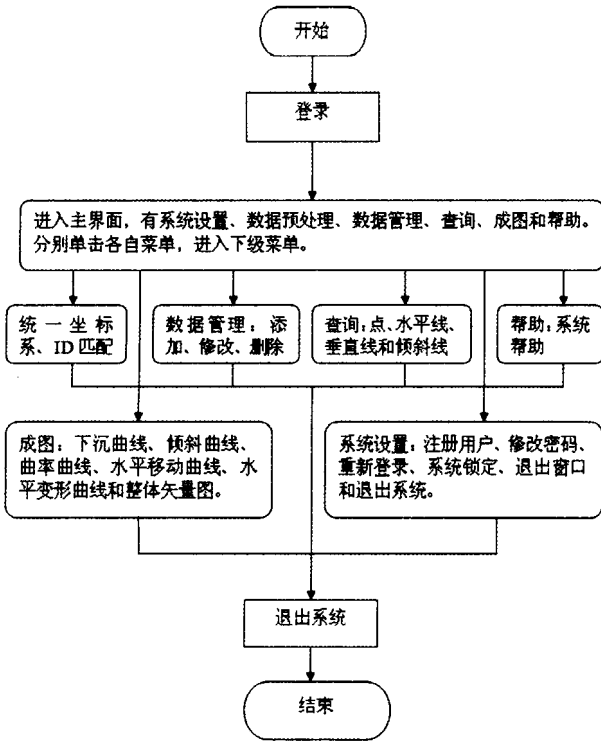 开始
登录
进入主界面，有系统设置、数据预处理、数据管理、查询、成图和帮助。
分别单击各自菜单，进入下级菜单。
统一坐标
系、ID匹配
数据管理：添
加、修改、删除
查询：点、水平线、
垂直线和倾斜线
帮助：系统
帮助
成图：下沉曲线、倾斜曲线、
曲率曲线、水平移动曲线、水
平变形曲线和整体矢量图。
系统设置：注册用户、修改密码、
重新登录、系统锁定、退出窗口
和退出系统。
退出系统
结束